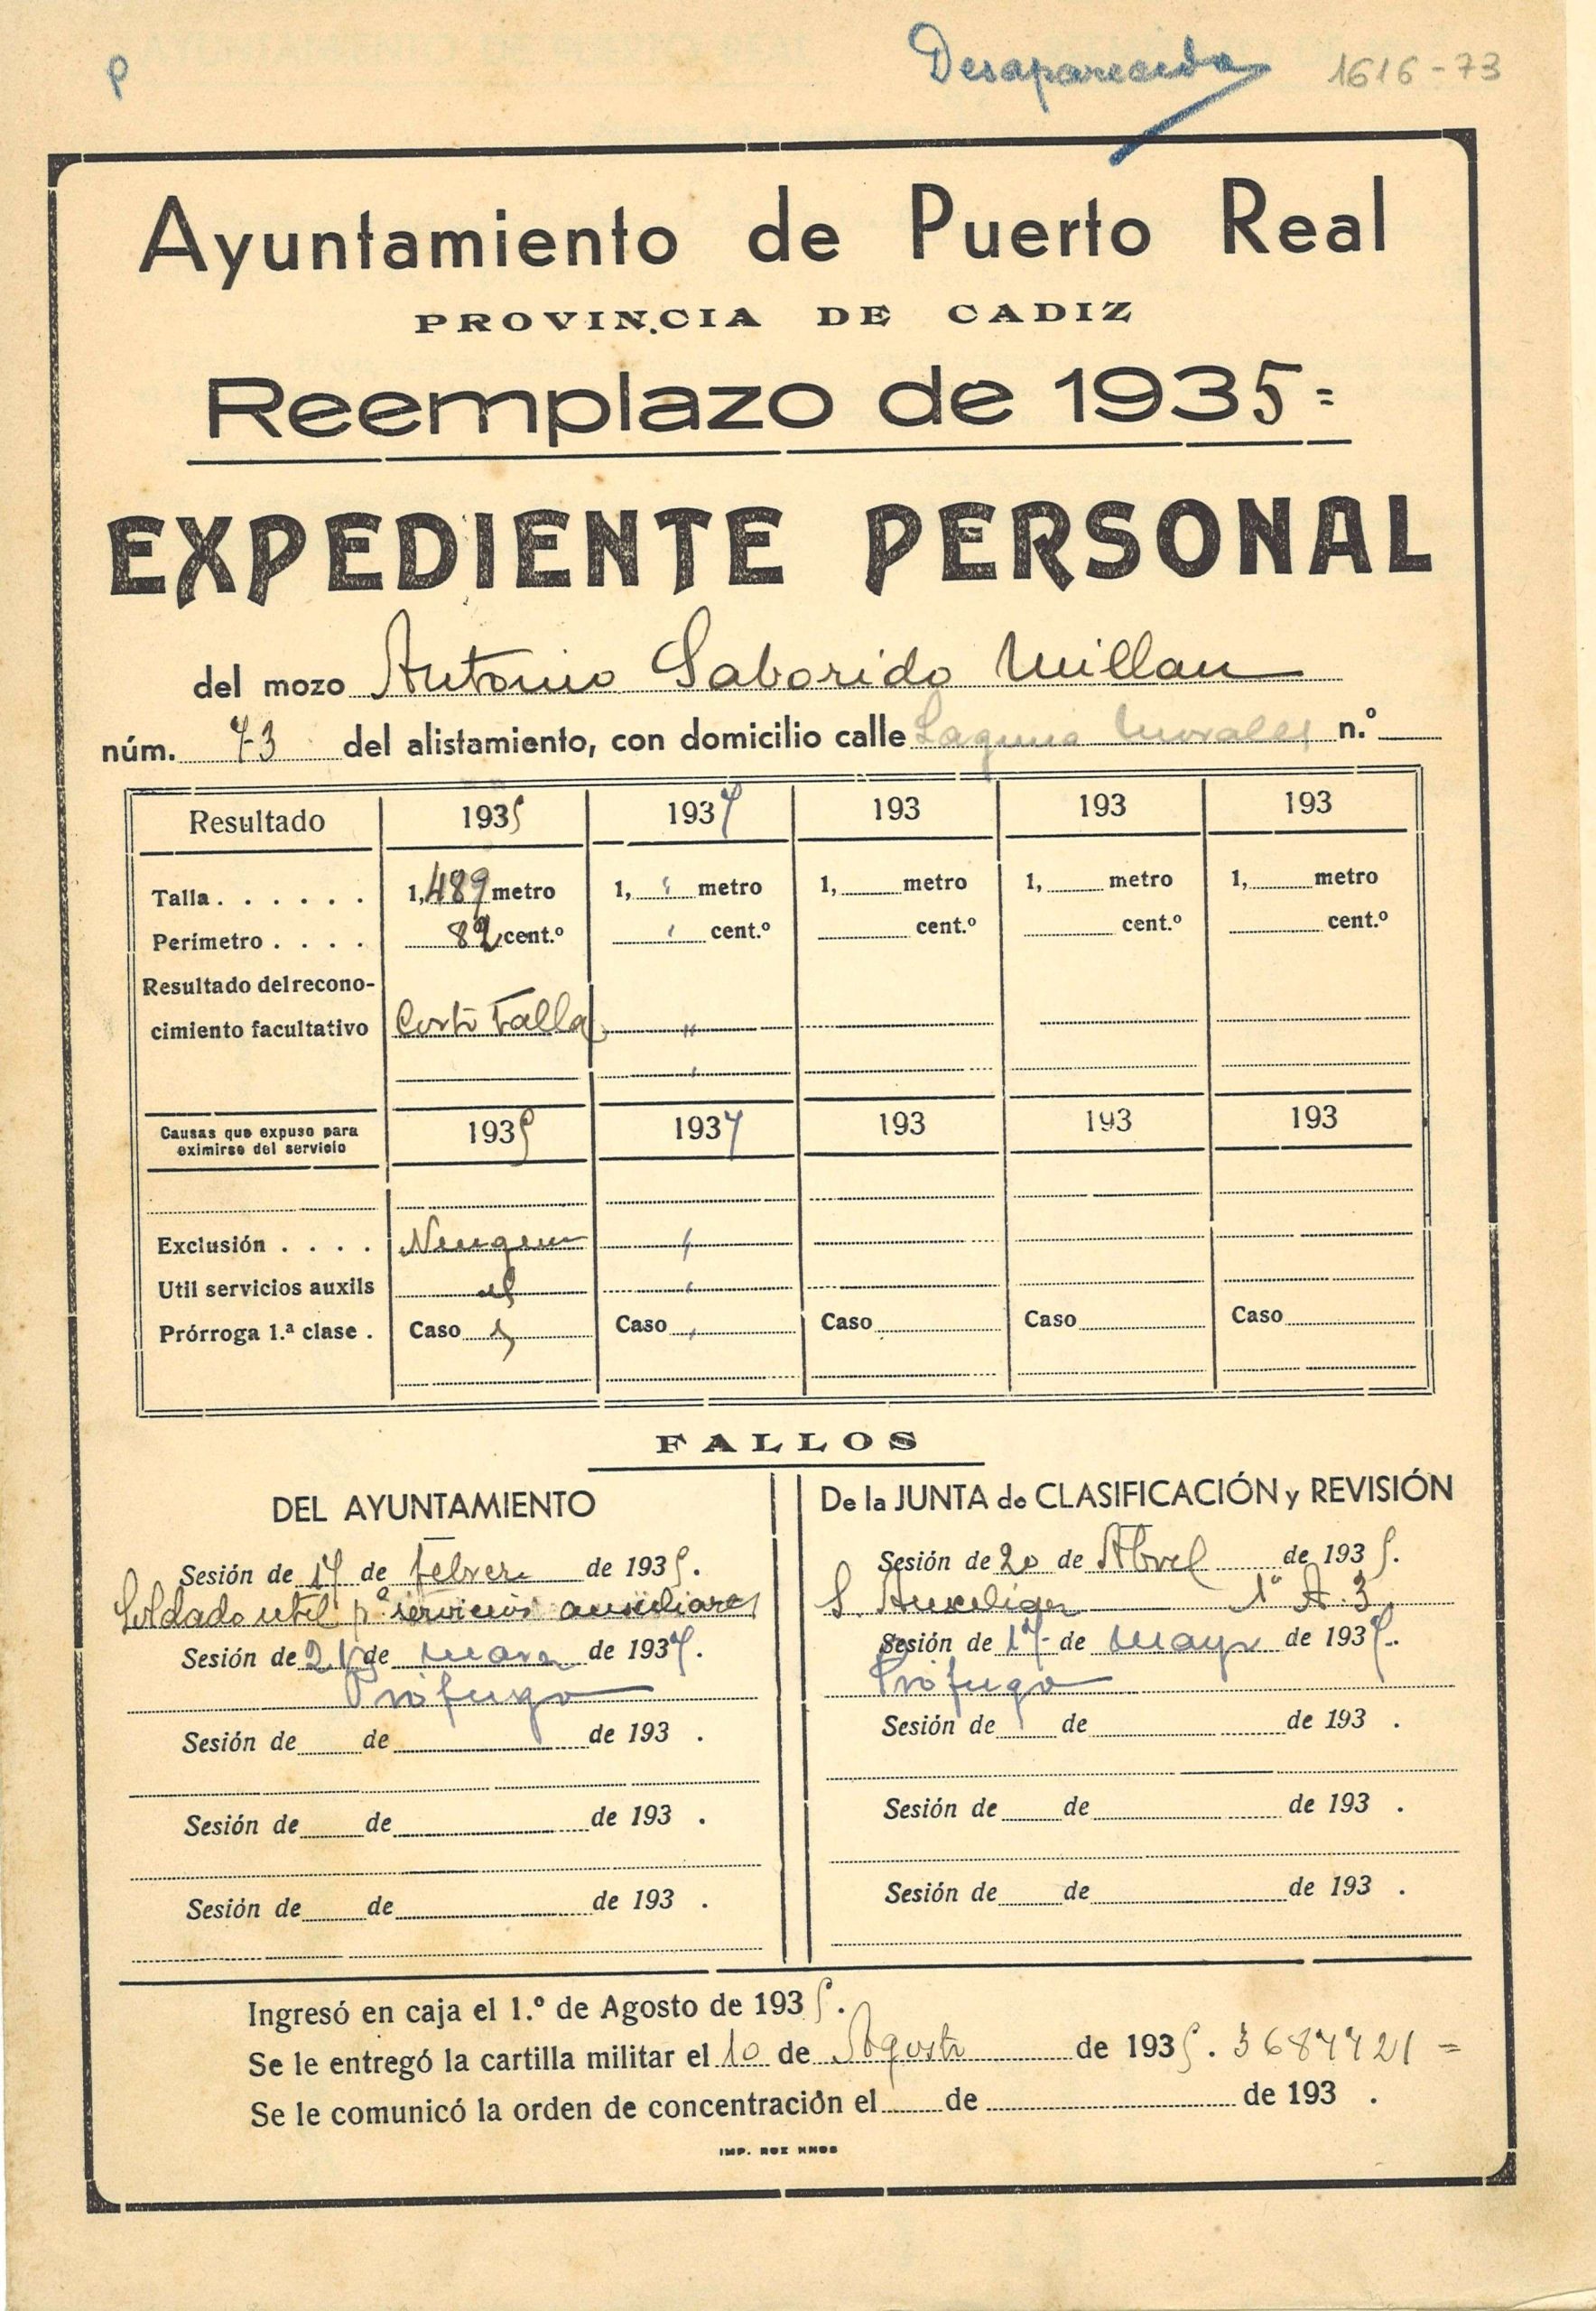 P Desaparecido 1616-73
Ayuntamiento de Puerto Real
PROVINCIA DE CADIZ
Reemplazo de 1935=
EXPEDIENTE PERSONAL
del mozo Antonio Saborido Millan
núm. 73 del alistamiento, con domicilio calle Laguna Morales n.º
Resultado 1935 1937 193 193 193
Talla . . . . . . 1,489 metro 1, " metro 1, metro 1, metro 1, metro
Perímetro . . . . 82 cent.º " cent.º cent.º cent.º cent.º
Resultado del recono-
cimiento facultativo Corto talla "
"
Causas que expuso para 1935 1937 193 193 193
eximirse del servicio
Exclusión . . . . "
Util servicios auxils "
Prórroga 1.ª clase . Caso Caso " Caso Caso Caso
FALLOS
DEL AYUNTAMIENTO De la JUNTA de CLASIFICACIÓN y REVISIÓN
Sesión de 17 de febrero de 1935. Sesión de 20 de Abril de 1935.
Soldado util pª servicios auxiliares S. Auxiliar 1º A. 3
Sesión de 21 de marzo de 1937. Sesión de 17 de mayo de 1937.
Prófugo Prófugo
Sesión de de de 193 . Sesión de de de 193 .
Sesión de de de 193 . Sesión de de de 193 .
Sesión de de de 193 . Sesión de de de 193 .
Ingresó en caja el 1.º de Agosto de 1935.
Se le entregó la cartilla militar el 10 de Agosto de 1935. 3687721=
Se le comunicó la orden de concentración el de de 193 .
IMP. RUZ HNOS